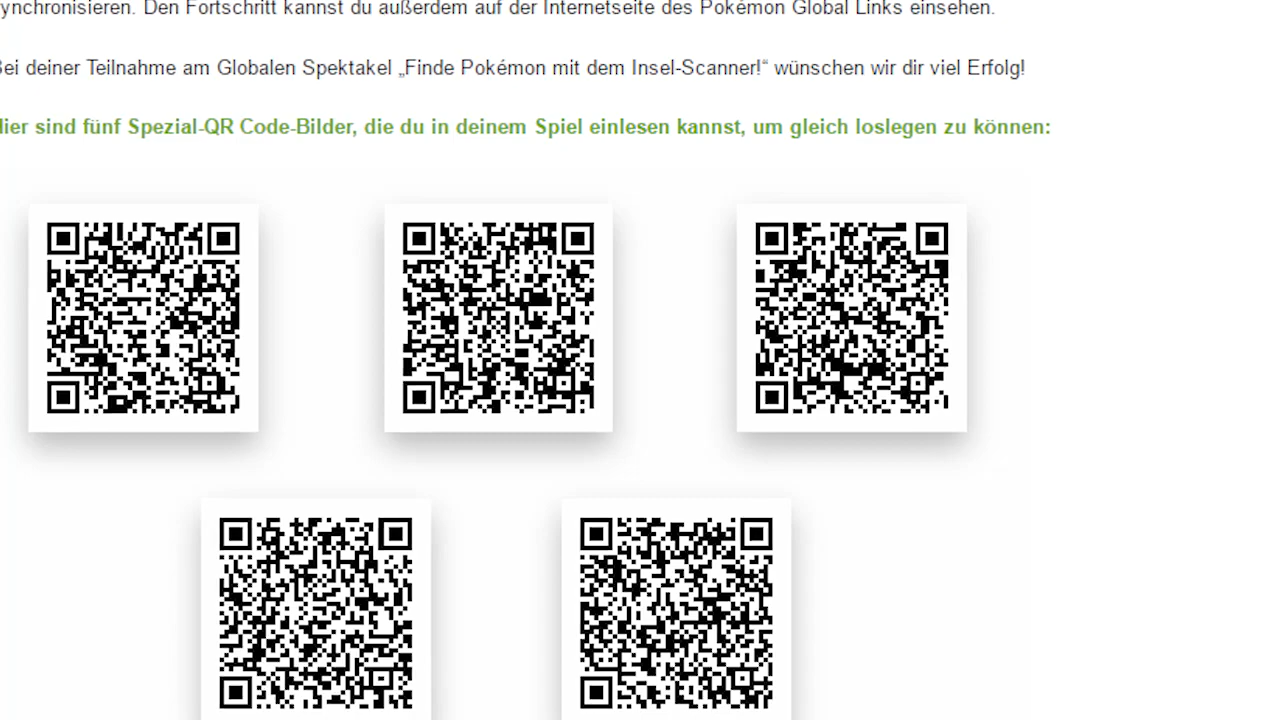 ynchronisieren. Den Fortschritt kannst du außerdem auf der Internetseite des Pokémon Global Links einsehen.
Bei deiner Teilnahme am Globalen Spektakel „Finde Pokémon mit dem Insel-Scanner!“ wünschen wir dir viel Erfolg!
Hier sind fünf Spezial-QR Code-Bilder, die du in deinem Spiel einlesen kannst, um gleich loslegen zu können: